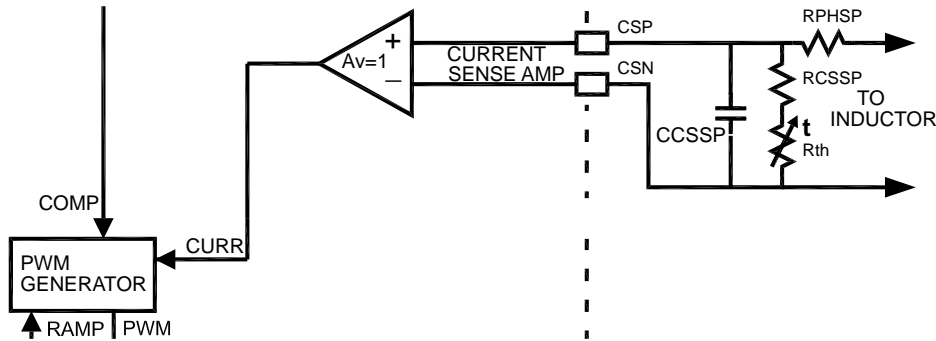 CSP
RPHSP
+
Av=1
CURRENT
SENSE AMP
−
CSN
RCSSP
TO
INDUCTOR
CCSSP
t
Rth
COMP
CURR
PWM
GENERATOR
RAMP
PWM